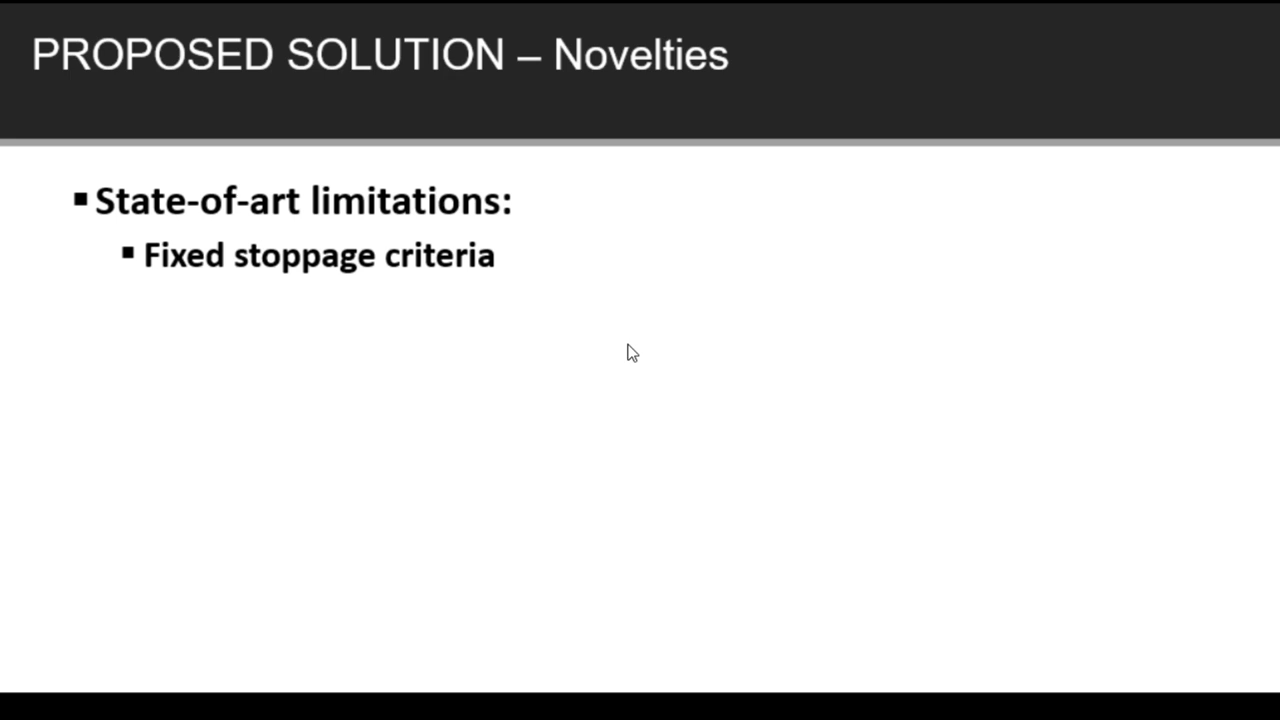 PROPOSED SOLUTION – Novelties
▪ State-of-art limitations:
▪ Fixed stoppage criteria